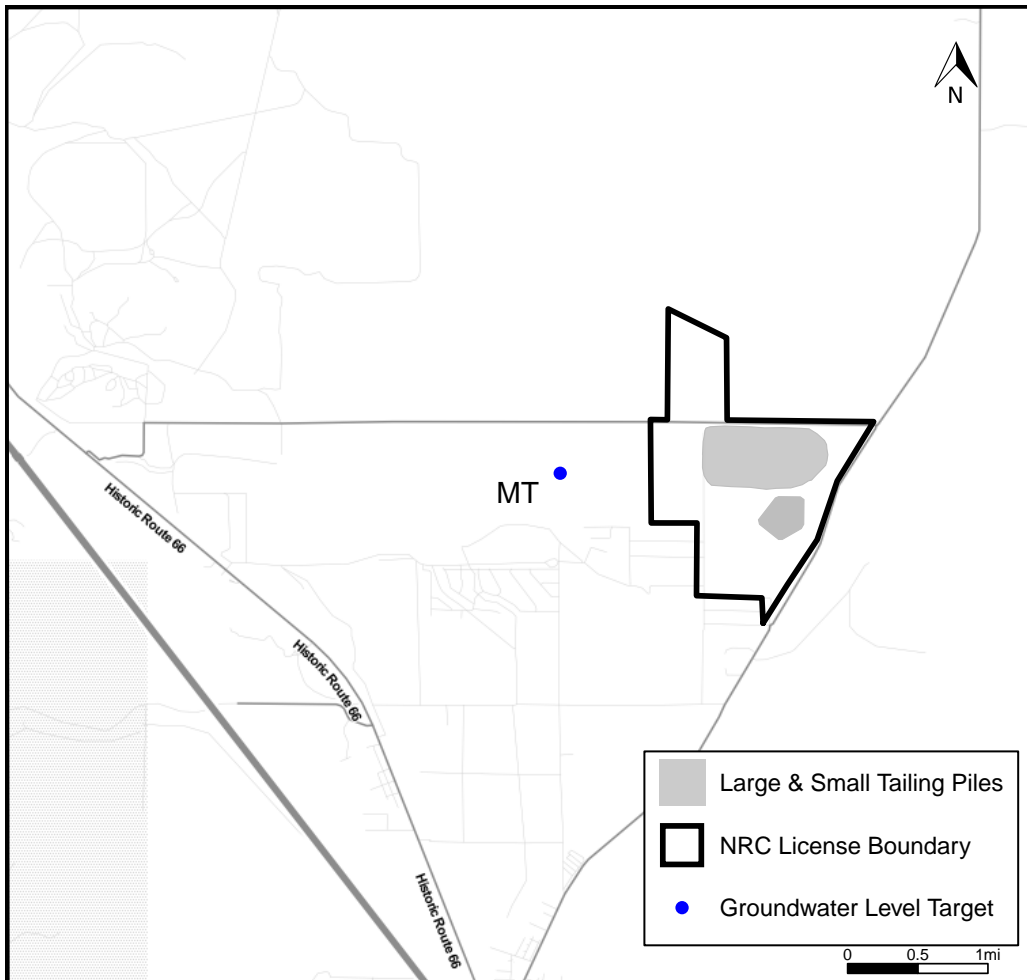 N
MT
Historic Route 66
Historic Route 66
Historic Route 66
Large & Small Tailing Piles
NRC License Boundary
Groundwater Level Target
0 0.5 1mi